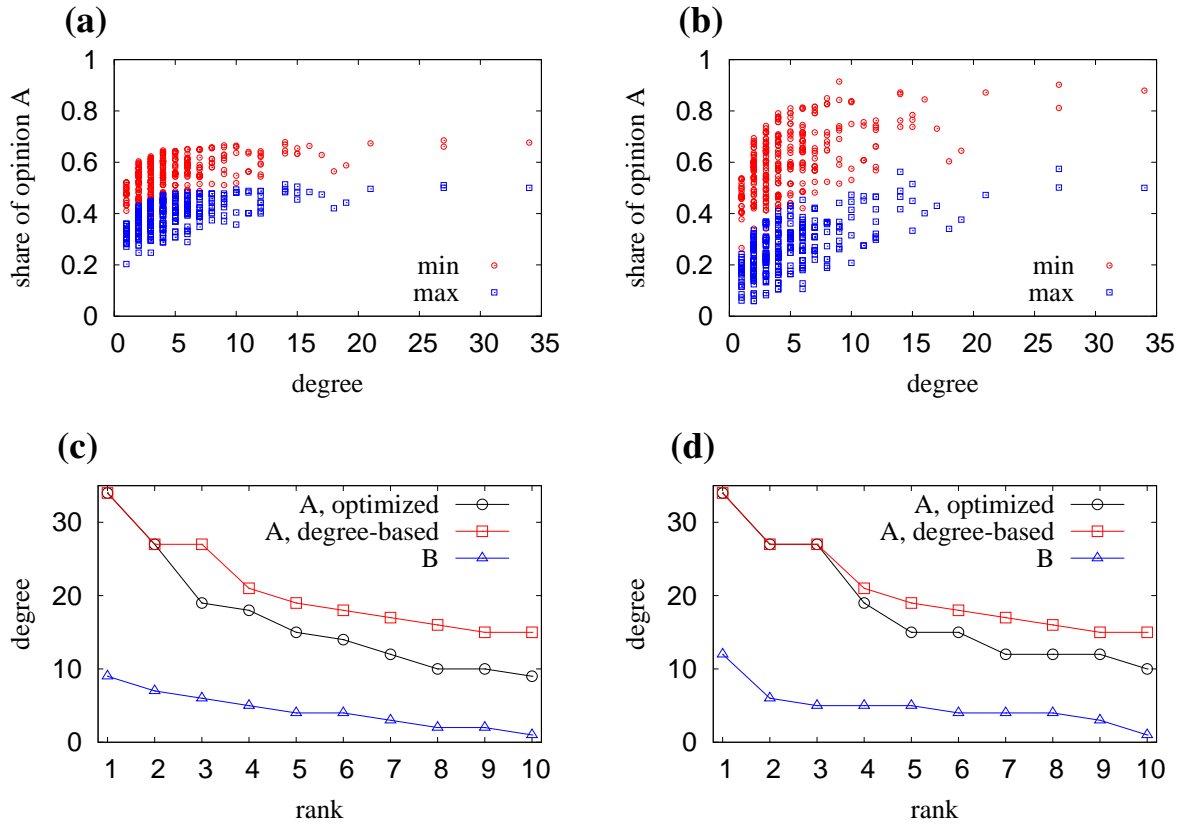 (a)
share of opinion A
1
0.8
0.6
0.4
0.2
0
min
max
0 5 10 15 20 25 30 35
degree
(b)
share of opinion A
1
0.8
0.6
0.4
0.2
0
min
max
0 5 10 15 20 25 30 35
degree
(c)
degree
30
20
10
0
A, optimized
A, degree-based
B
1 2 3 4 5 6 7 8 9 10
rank
(d)
degree
30
20
10
0
A, optimized
A, degree-based
B
1 2 3 4 5 6 7 8 9 10
rank